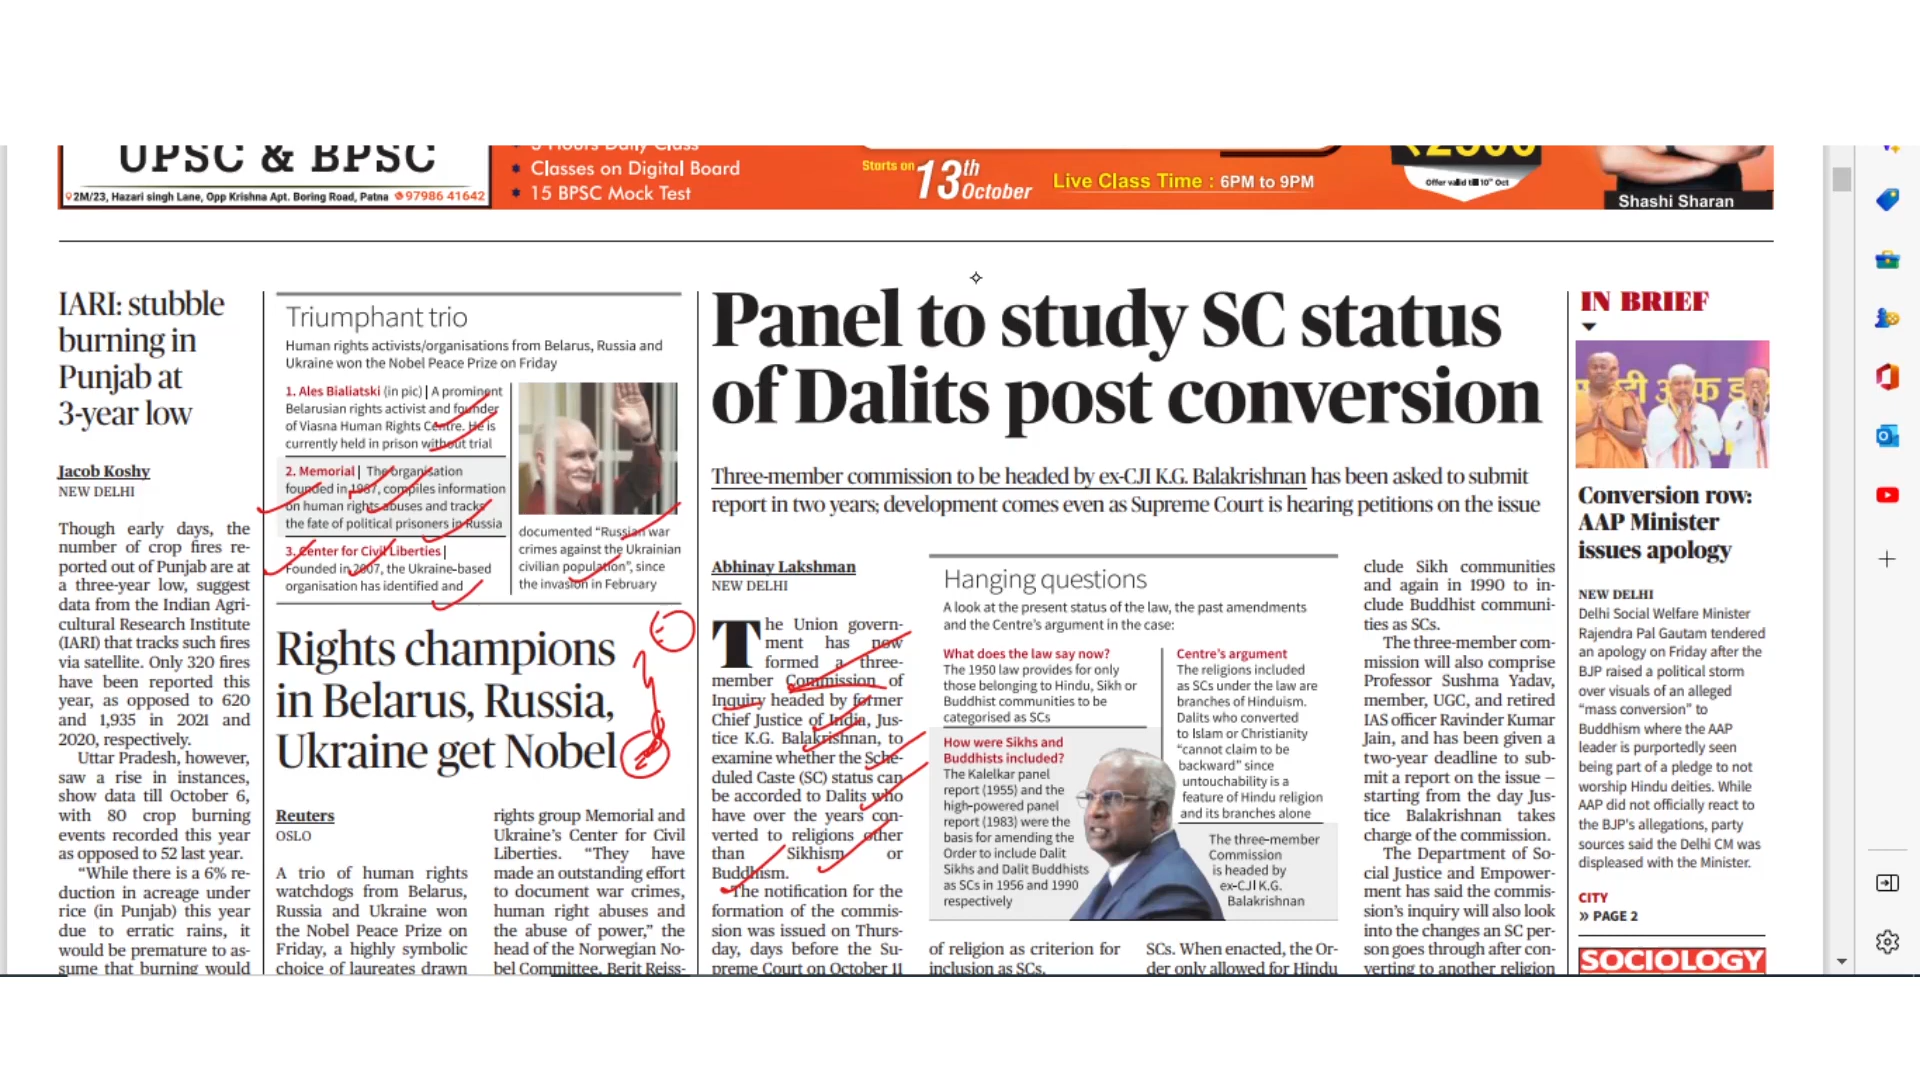 UPSC & BPSC
2M/23, Hazari singh Lane, Opp Krishna Apt. Boring Road, Patna 97986 41642
Classes on Digital Board
15 BPSC Mock Test
Starts on 13th October
Live Class Time : 6PM to 9PM
Offer valid till 10th Oct
Shashi Sharan
IARI: stubble
burning in
Punjab at
3-year low
Jacob Koshy
NEW DELHI
Though early days, the
number of crop fires re-
ported out of Punjab are at
a three-year low, suggest
data from the Indian Agri-
cultural Research Institute
(IARI) that tracks such fires
via satellite. Only 320 fires
have been reported this
year, as opposed to 620
and 1,935 in 2021 and
2020, respectively.
Uttar Pradesh, however,
saw a rise in instances,
show data till October 6,
with 80 crop burning
events recorded this year
as opposed to 52 last year.
“While there is a 6% re-
duction in acreage under
rice (in Punjab) this year
due to erratic rains, it
would be premature to as-
sume that burning would
Triumphant trio
Human rights activists/organisations from Belarus, Russia and
Ukraine won the Nobel Peace Prize on Friday
1. Ales Bialiatski (in pic) | A prominent
Belarusian rights activist and founder
of Viasna Human Rights Centre. He is
currently held in prison without trial
2. Memorial | The organisation
founded in 1987, compiles information
on human rights abuses and tracks
the fate of political prisoners in Russia
3. Center for Civil Liberties |
Founded in 2007, the Ukraine-based
organisation has identified and
documented “Russian war
crimes against the Ukrainian
civilian population”, since
the invasion in February
Rights champions
in Belarus, Russia,
Ukraine get Nobel
Reuters
OSLO
A trio of human rights
watchdogs from Belarus,
Russia and Ukraine won
the Nobel Peace Prize on
Friday, a highly symbolic
choice of laureates drawn
rights group Memorial and
Ukraine’s Center for Civil
Liberties. “They have
made an outstanding effort
to document war crimes,
human right abuses and
the abuse of power,” the
head of the Norwegian No-
bel Committee, Berit Reiss-
Panel to study SC status
of Dalits post conversion
Three-member commission to be headed by ex-CJI K.G. Balakrishnan has been asked to submit
report in two years; development comes even as Supreme Court is hearing petitions on the issue
Abhinay Lakshman
NEW DELHI
The Union govern-
ment has now
formed a three-
member Commission of
Inquiry headed by former
Chief Justice of India, Jus-
tice K.G. Balakrishnan, to
examine whether the Sche-
duled Caste (SC) status can
be accorded to Dalits who
have over the years con-
verted to religions other
than Sikhism or
Buddhism.
The notification for the
formation of the commis-
sion was issued on Thurs-
day, days before the Su-
preme Court on October 11
Hanging questions
A look at the present status of the law, the past amendments
and the Centre’s argument in the case:
What does the law say now?
The 1950 law provides for only
those belonging to Hindu, Sikh or
Buddhist communities to be
categorised as SCs
How were Sikhs and
Buddhists included?
The Kalelkar panel
report (1955) and the
high-powered panel
report (1983) were the
basis for amending the
Order to include Dalit
Sikhs and Dalit Buddhists
as SCs in 1956 and 1990
respectively
Centre’s argument
The religions included
as SCs under the law are
branches of Hinduism.
Dalits who converted
to Islam or Christianity
“cannot claim to be
backward” since
untouchability is a
feature of Hindu religion
and its branches alone
The three-member
Commission
is headed by
ex-CJI K.G.
Balakrishnan
of religion as criterion for
inclusion as SCs.
SCs. When enacted, the Or-
der only allowed for Hindu
clude Sikh communities
and again in 1990 to in-
clude Buddhist communi-
ties as SCs.
The three-member com-
mission will also comprise
Professor Sushma Yadav,
member, UGC, and retired
IAS officer Ravinder Kumar
Jain, and has been given a
two-year deadline to sub-
mit a report on the issue –
starting from the day Jus-
tice Balakrishnan takes
charge of the commission.
The Department of So-
cial Justice and Empower-
ment has said the commis-
sion’s inquiry will also look
into the changes an SC per-
son goes through after con-
verting to another religion
IN BRIEF
Conversion row:
AAP Minister
issues apology
NEW DELHI
Delhi Social Welfare Minister
Rajendra Pal Gautam tendered
an apology on Friday after the
BJP raised a political storm
over visuals of an alleged
“mass conversion” to
Buddhism where the AAP
leader is purportedly seen
being part of a pledge to not
worship Hindu deities. While
AAP did not officially react to
the BJP’s allegations, party
sources said the Delhi CM was
displeased with the Minister.
CITY
» PAGE 2
SOCIOLOGY